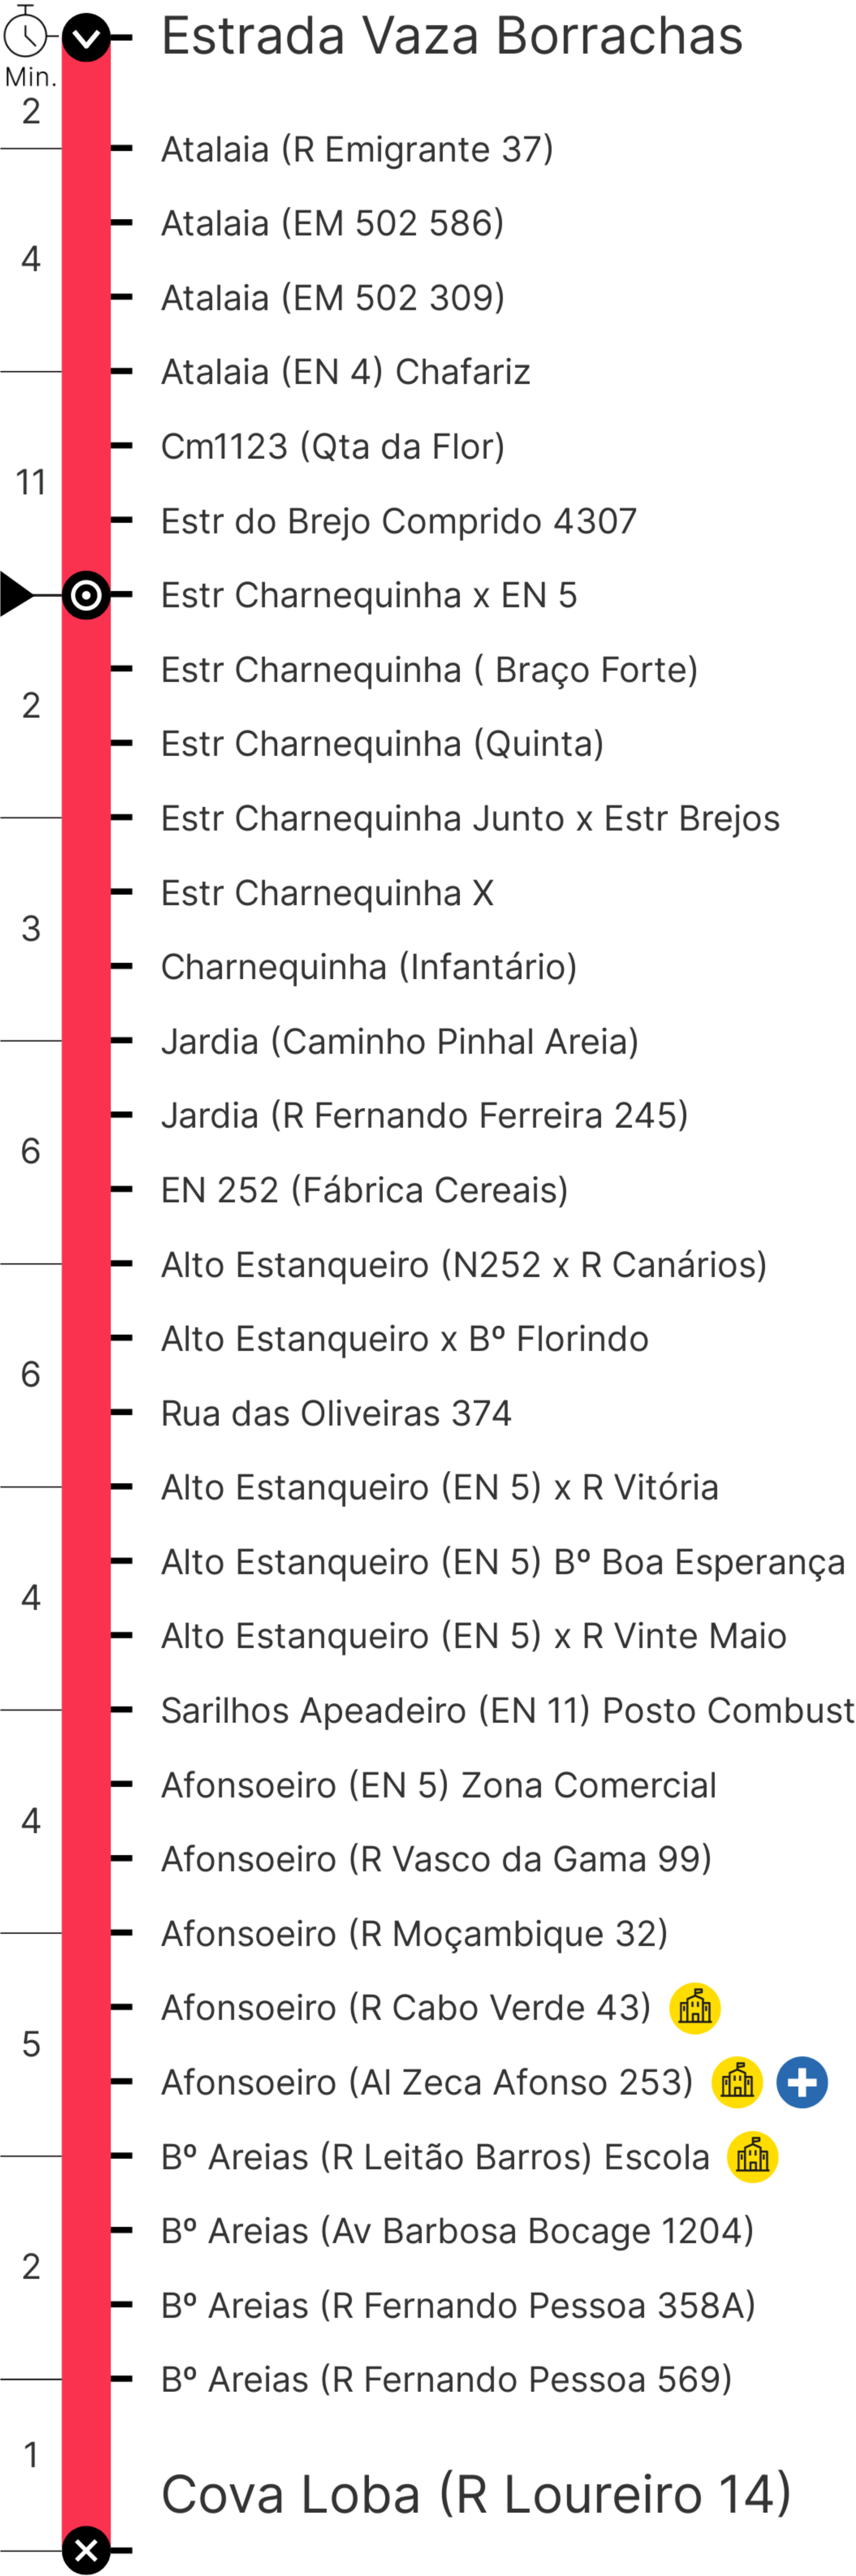 Estrada Vaza Borrachas
Min.
2
Atalaia (R Emigrante 37)
Atalaia (EM 502 586)
4
Atalaia (EM 502 309)
Atalaia (EN 4) Chafariz
Cm1123 (Qta da Flor)
11
Estr do Brejo Comprido 4307
Estr Charnequinha x EN 5
Estr Charnequinha ( Braço Forte)
2
Estr Charnequinha (Quinta)
Estr Charnequinha Junto x Estr Brejos
Estr Charnequinha X
3
Charnequinha (Infantário)
Jardia (Caminho Pinhal Areia)
Jardia (R Fernando Ferreira 245)
6
EN 252 (Fábrica Cereais)
Alto Estanqueiro (N252 x R Canários)
Alto Estanqueiro x Bº Florindo
6
Rua das Oliveiras 374
Alto Estanqueiro (EN 5) x R Vitória
Alto Estanqueiro (EN 5) Bº Boa Esperança
4
Alto Estanqueiro (EN 5) x R Vinte Maio
Sarilhos Apeadeiro (EN 11) Posto Combust
Afonsoeiro (EN 5) Zona Comercial
4
Afonsoeiro (R Vasco da Gama 99)
Afonsoeiro (R Moçambique 32)
Afonsoeiro (R Cabo Verde 43)
5
Afonsoeiro (Al Zeca Afonso 253)
Bº Areias (R Leitão Barros) Escola
Bº Areias (Av Barbosa Bocage 1204)
2
Bº Areias (R Fernando Pessoa 358A)
Bº Areias (R Fernando Pessoa 569)
1
Cova Loba (R Loureiro 14)